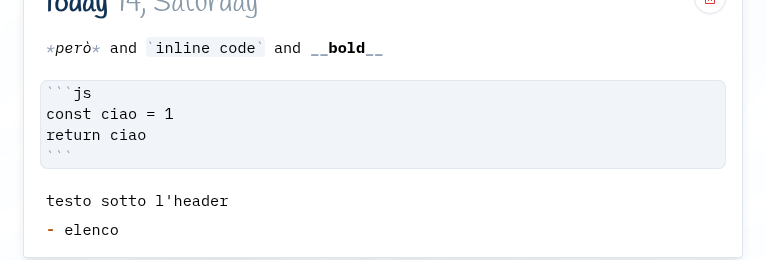 Today 14, Saturday
*però* and `inline code` and __bold__
```js
const ciao = 1
return ciao
```
testo sotto l'header
- elenco